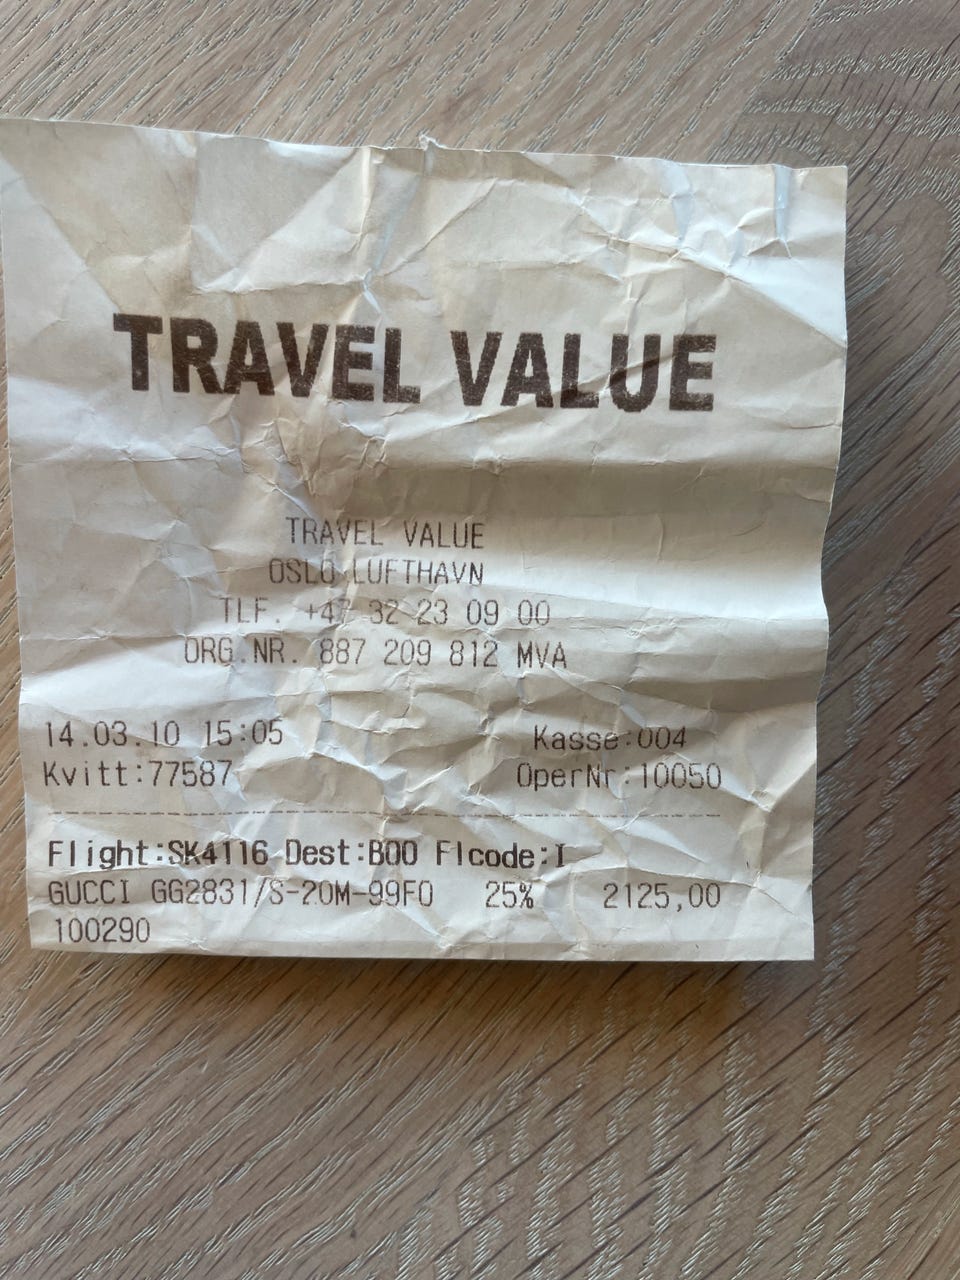 TRAVEL VALUE
TRAVEL VALUE
OSLO LUFTHAVN
TLF. +47 32 23 09 00
ORG.NR. 887 209 812 MVA
14.03.10 15:05 Kasse:004
Kvitt:77587 OperNr:10050
Flight:SK4116 Dest:BOO Flcode:I
GUCCI GG2831/S-20M-99FO 25% 2125,00
100290